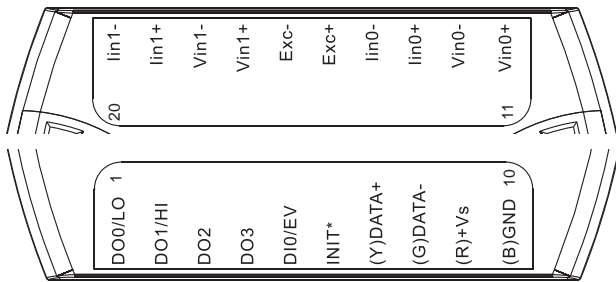 Iin1-
Iin1+
Vin1-
Vin1+
Exc-
Exc+
Iin0-
Iin0+
Vin0-
Vin0+
20
11
1
10
DO0/LO
DO1/HI
DO2
DO3
DI0/EV
INIT*
(Y)DATA+
(G)DATA-
(R)+Vs
(B)GND